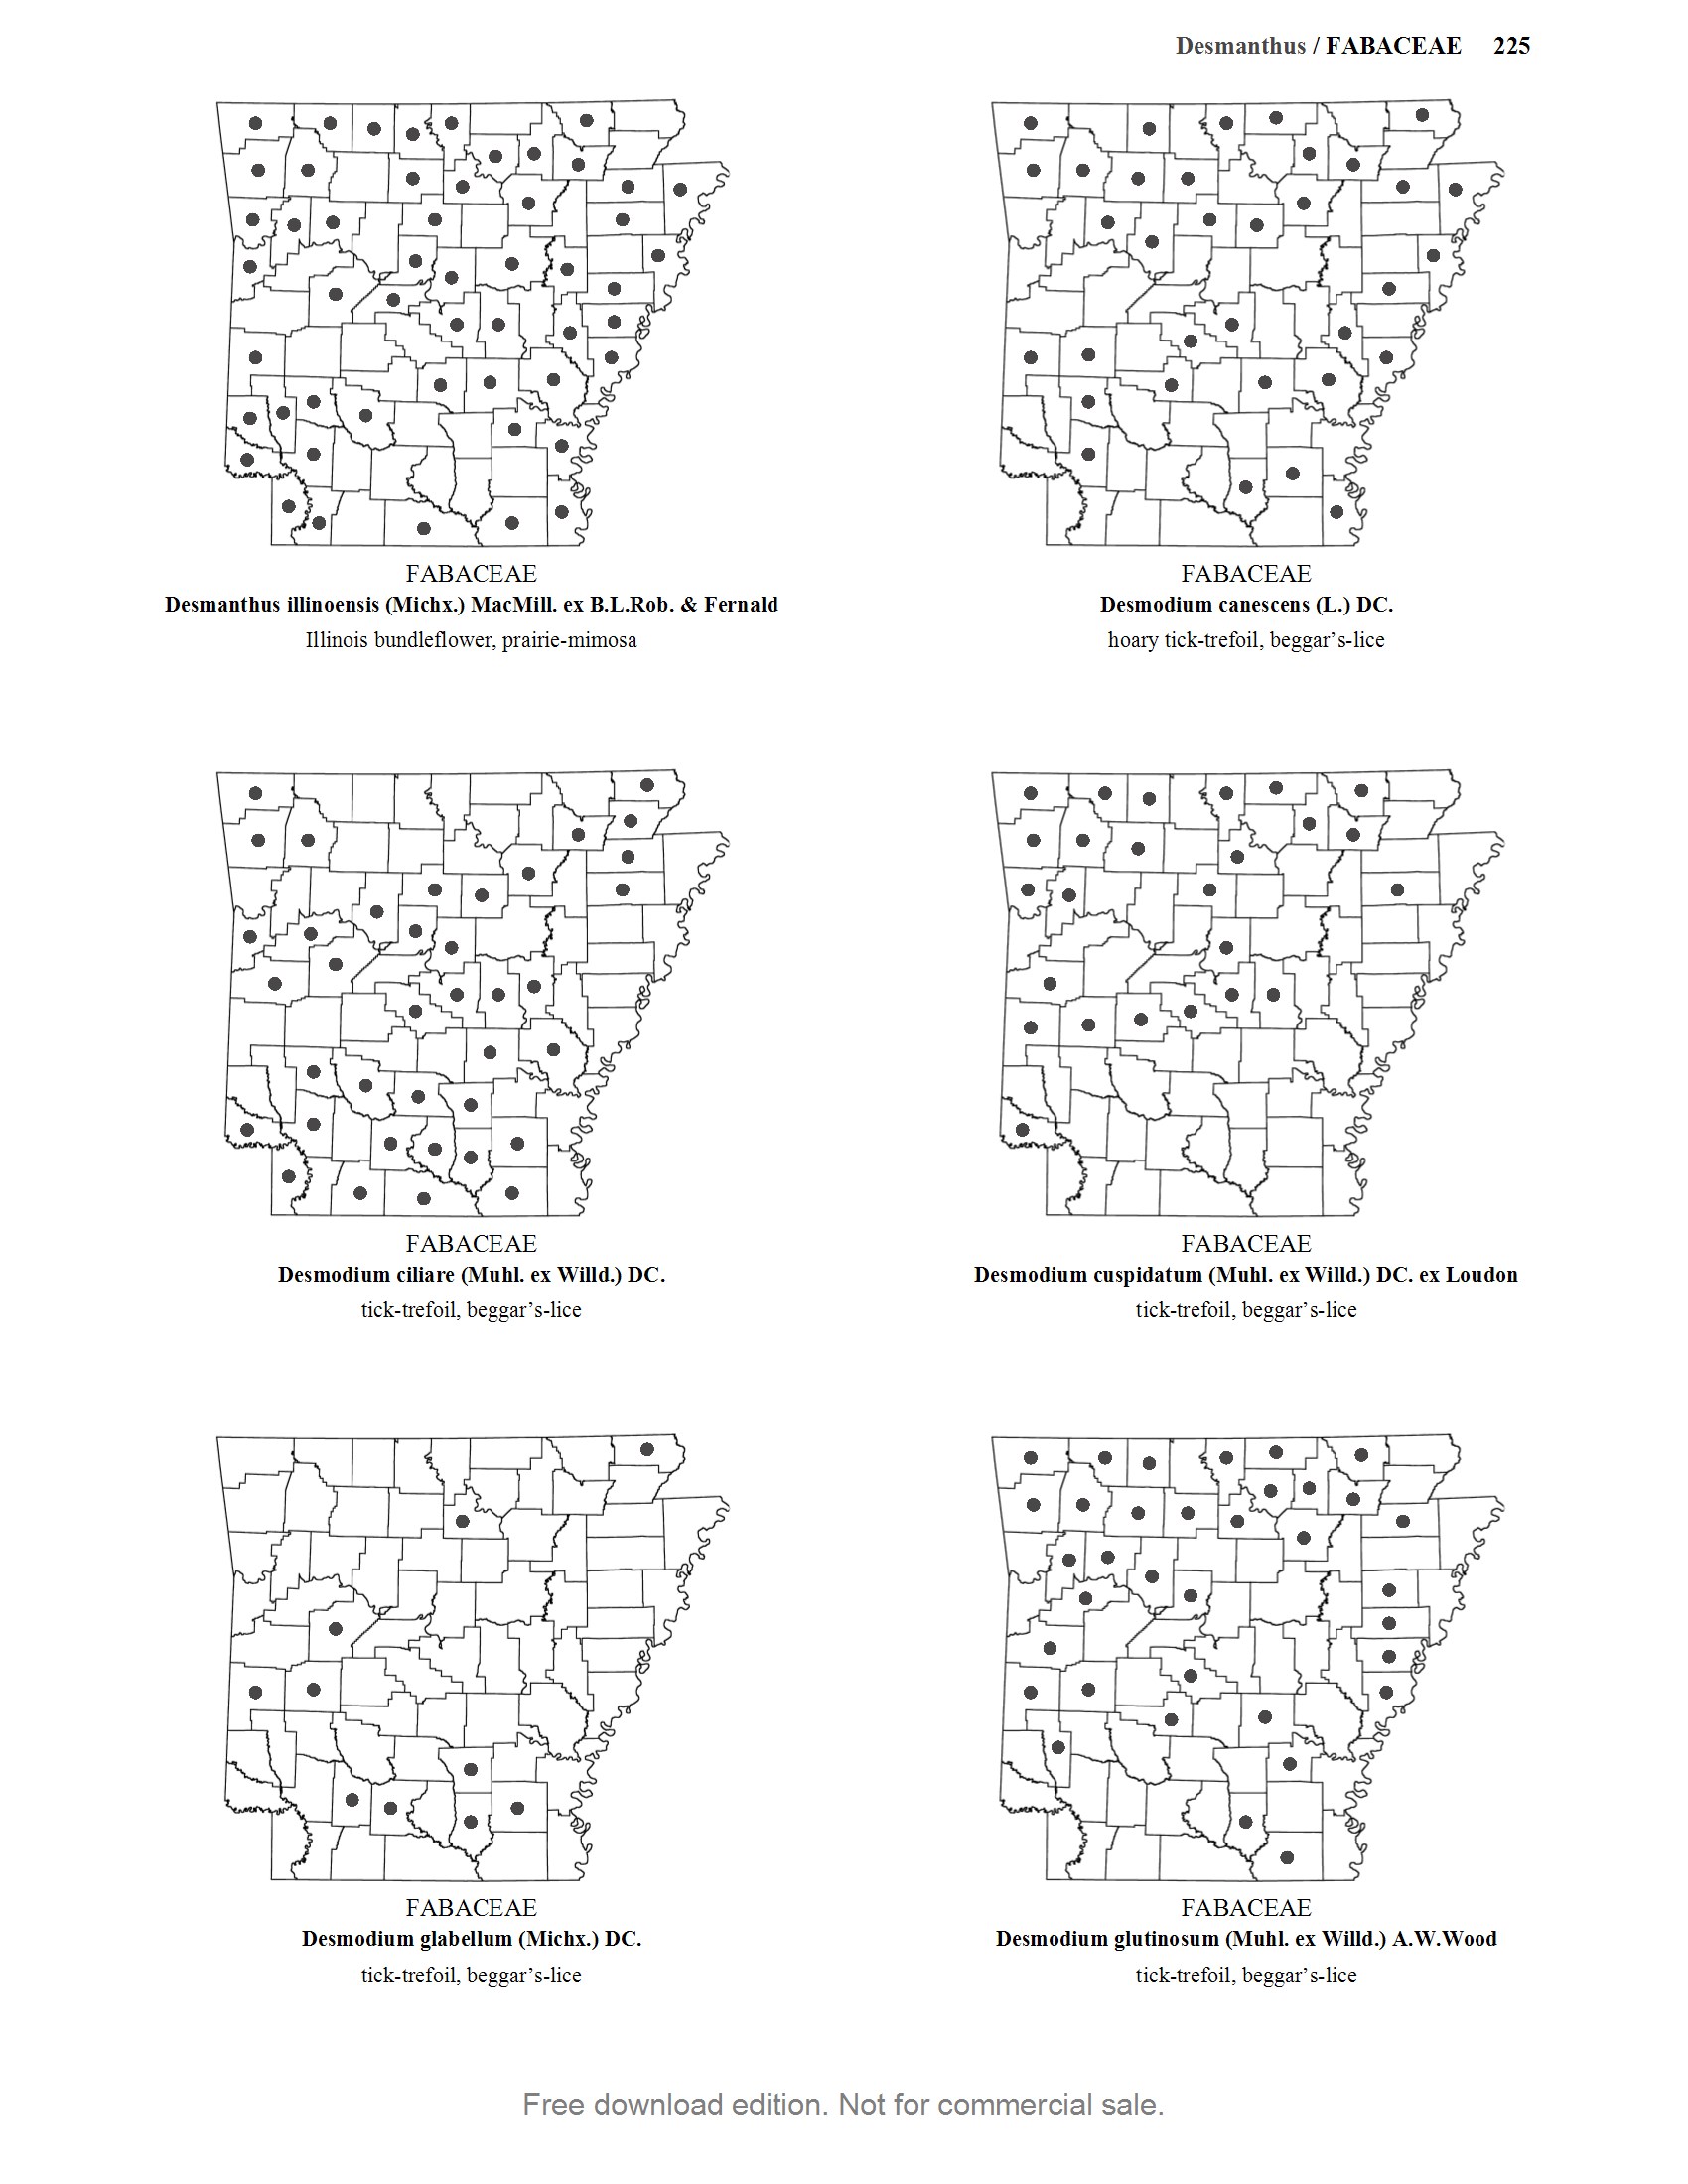 Desmanthus / FABACEAE 225
FABACEAE
Desmanthus illinoensis (Michx.) MacMill. ex B.L.Rob. & Fernald
Illinois bundleflower, prairie-mimosa
FABACEAE
Desmodium canescens (L.) DC.
hoary tick-trefoil, beggar’s-lice
FABACEAE
Desmodium ciliare (Muhl. ex Willd.) DC.
tick-trefoil, beggar’s-lice
FABACEAE
Desmodium cuspidatum (Muhl. ex Willd.) DC. ex Loudon
tick-trefoil, beggar’s-lice
FABACEAE
Desmodium glabellum (Michx.) DC.
tick-trefoil, beggar’s-lice
FABACEAE
Desmodium glutinosum (Muhl. ex Willd.) A.W.Wood
tick-trefoil, beggar’s-lice
Free download edition. Not for commercial sale.